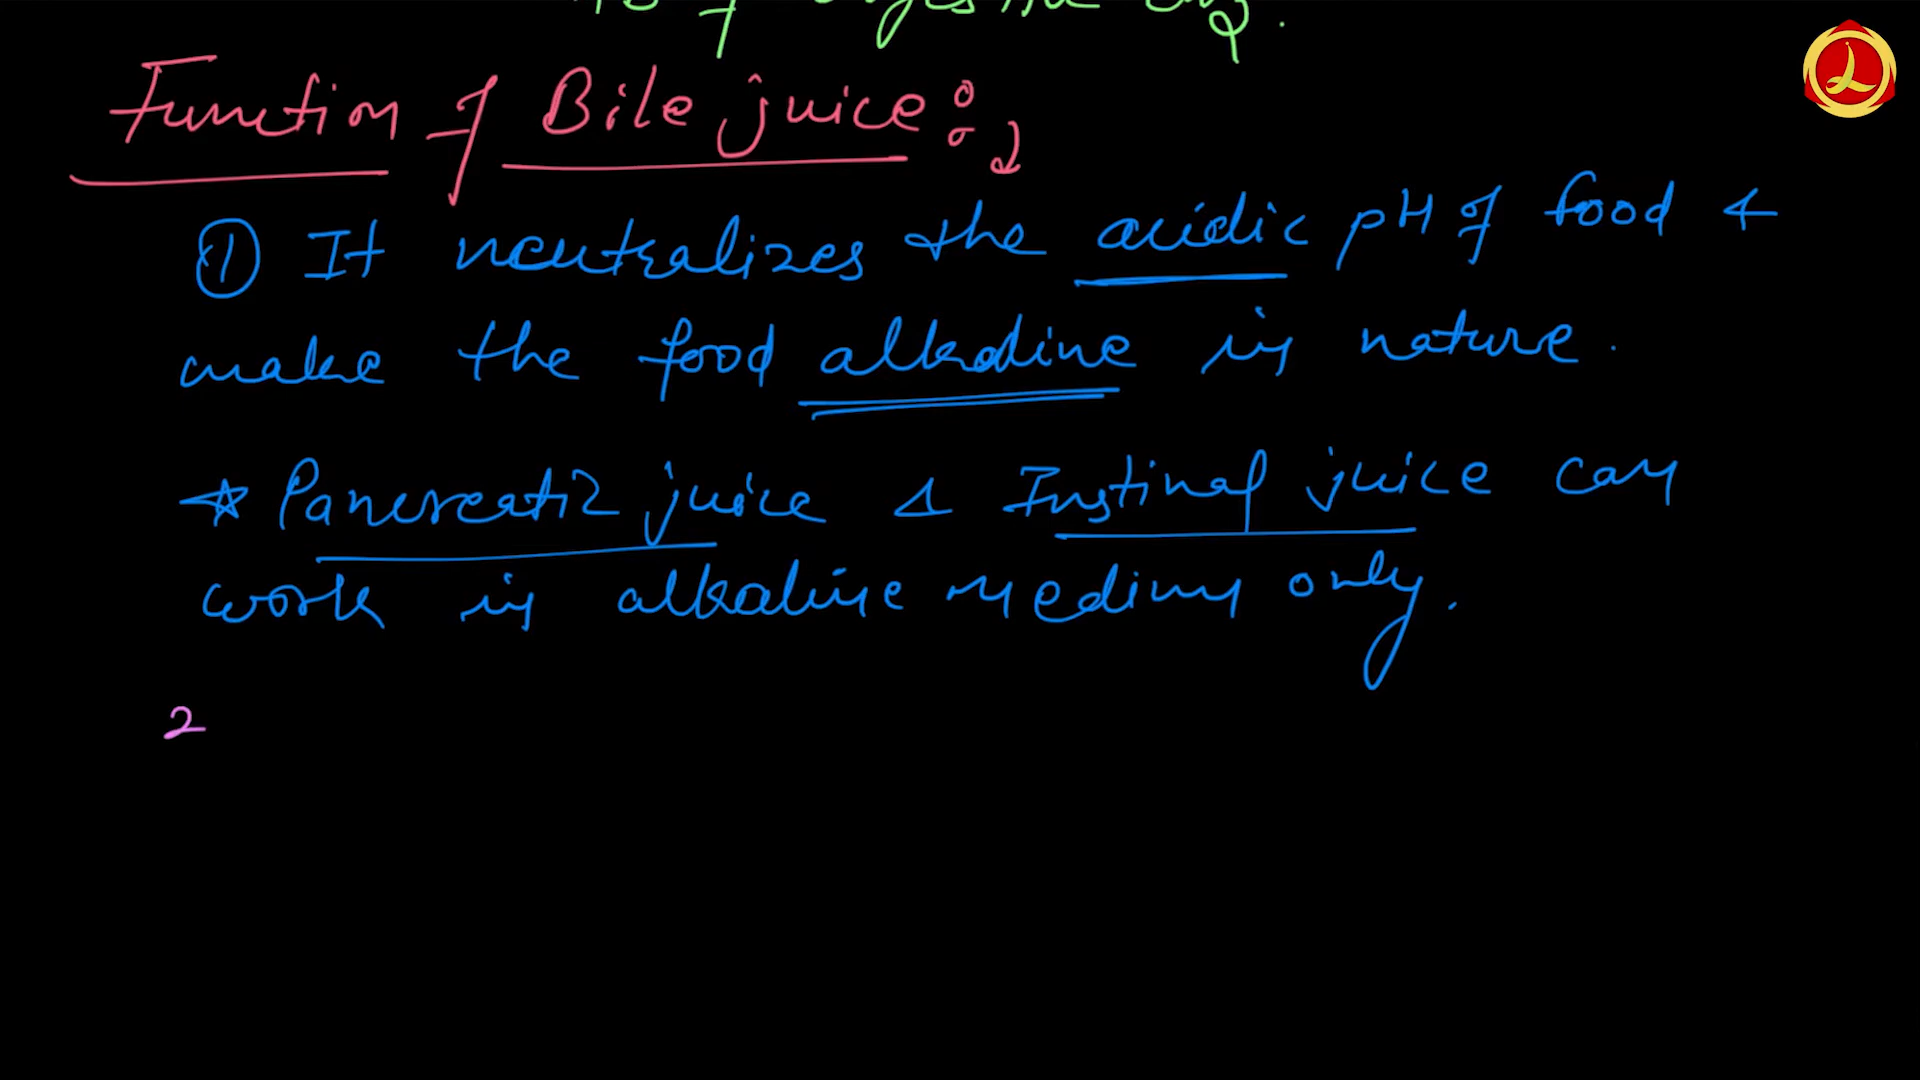 Function of Bile juice:
① It neutralizes the acidic pH of food &
make the food alkaline in nature.
* Pancreatic juice & Instinal juice can
work in alkaline medium only.
2